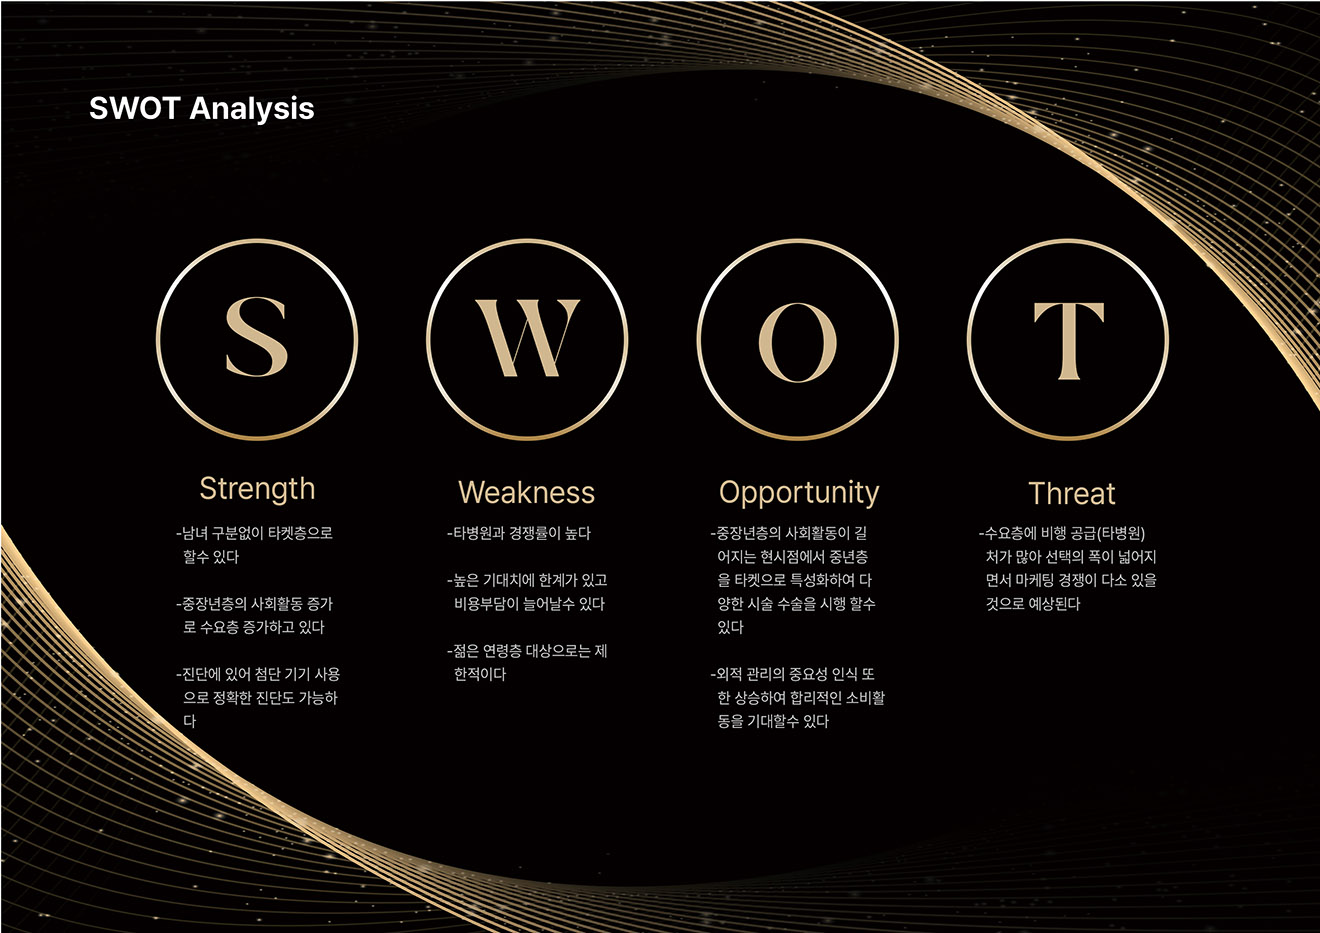 SWOT Analysis
S
W
O
T
Strength
-남녀 구분없이 타켓층으로
할수 있다
-중장년층의 사회활동 증가
로 수요층 증가하고 있다
-진단에 있어 첨단 기기 사용
으로 정확한 진단도 가능하
다
Weakness
-타병원과 경쟁률이 높다
-높은 기대치에 한계가 있고
비용부담이 늘어날수 있다
-젊은 연령층 대상으로는 제
한적이다
Opportunity
-중장년층의 사회활동이 길
어지는 현시점에서 중년층
을 타켓으로 특성화하여 다
양한 시술 수술을 시행 할수
있다
-외적 관리의 중요성 인식 또
한 상승하여 합리적인 소비활
동을 기대할수 있다
Threat
-수요층에 비행 공급(타병원)
처가 많아 선택의 폭이 넓어지
면서 마케팅 경쟁이 다소 있을
것으로 예상된다